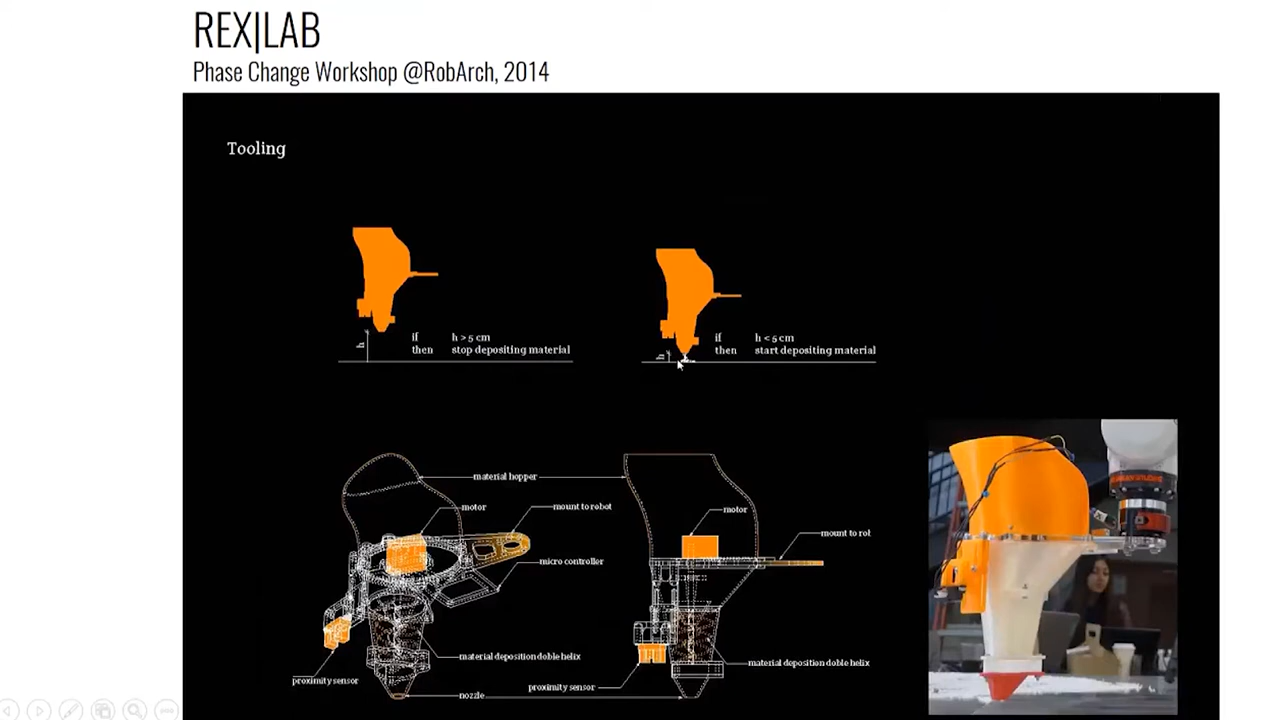 REX|LAB
Phase Change Workshop @RobArch, 2014
Tooling
h
if h > 5 cm
then stop depositing material
h
if h < 5 cm
then start depositing material
material hopper
motor
mount to robot
micro controller
material deposition doble helix
proximity sensor
nozzle
motor
mount to rot
material deposition doble helix
proximity sensor